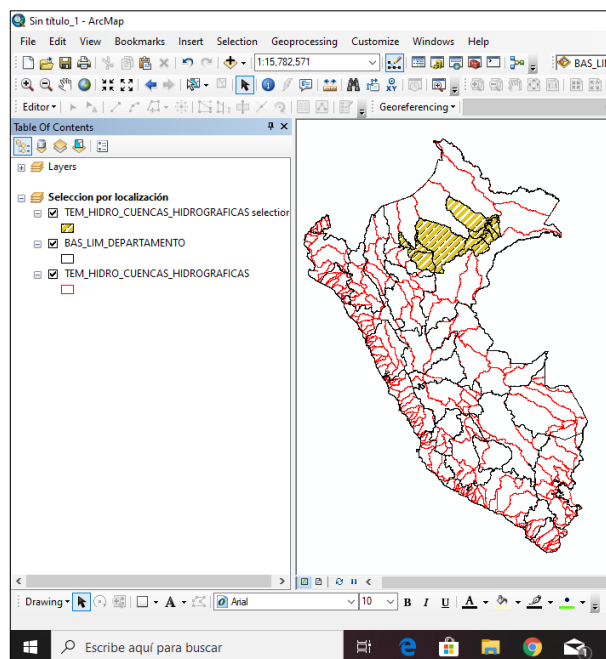 Sin título_1 - ArcMap
File Edit View Bookmarks Insert Selection Geoprocessing Customize Windows Help
1:15,782,571 BAS_LIM
Editor Georeferencing
Table Of Contents
Layers
Seleccion por localización
TEM_HIDRO_CUENCAS_HIDROGRAFICAS selection
BAS_LIM_DEPARTAMENTO
TEM_HIDRO_CUENCAS_HIDROGRAFICAS
Drawing A Arial 10 B I U A
Escribe aquí para buscar